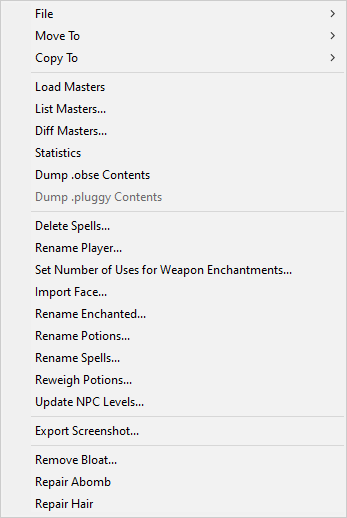 File
Move To
Copy To
Load Masters
List Masters...
Diff Masters...
Statistics
Dump .obse Contents
Dump .pluggy Contents
Delete Spells...
Rename Player...
Set Number of Uses for Weapon Enchantments...
Import Face...
Rename Enchanted...
Rename Potions...
Rename Spells...
Reweigh Potions...
Update NPC Levels...
Export Screenshot...
Remove Bloat...
Repair Abomb
Repair Hair